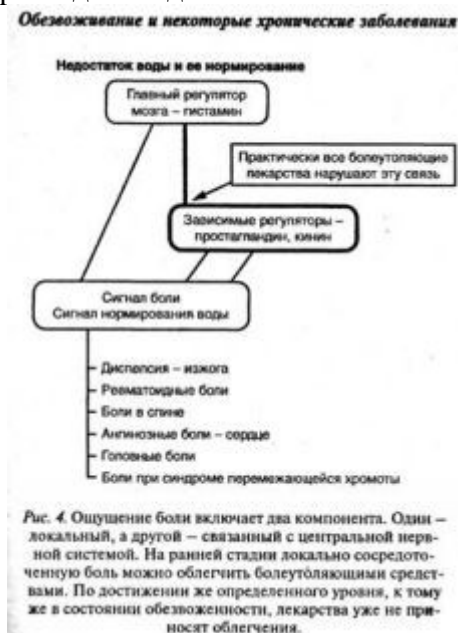 Обезвоживание и некоторые хронические заболевания
Недостаток воды и ее нормирование
Главный регулятор
мозга – гистамин
Практически все болеутоляющие
лекарства нарушают эту связь
Зависимые регуляторы –
простагландин, кинин
Сигнал боли
Сигнал нормирования воды
Диспепсия – изжога
Ревматоидные боли
Боли в спине
Ангинозные боли – сердце
Головные боли
Боли при синдроме перемежающейся хромоты
Рис. 4. Ощущение боли включает два компонента. Один –
локальный, а другой – связанный с центральной нерв-
ной системой. На ранней стадии локально сосредото-
ченную боль можно облегчить болеутоляющими средст-
вами. По достижении же определенного уровня, к тому
же в состоянии обезвоженности, лекарства уже не при-
носят облегчения.